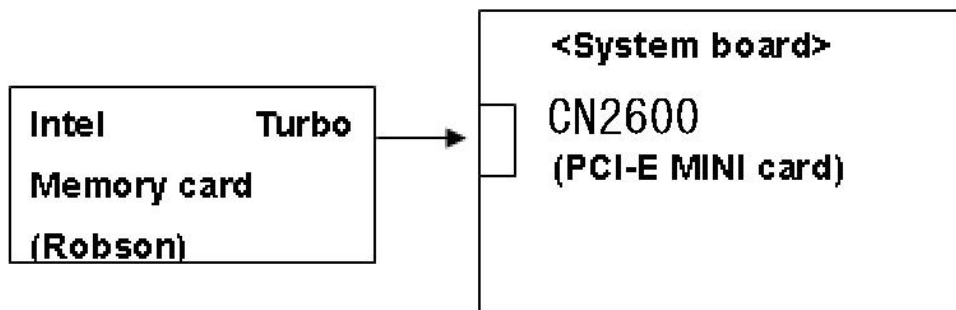 Intel Turbo
Memory card
(Robson)
<System board>
CN2600
(PCI-E MINI card)